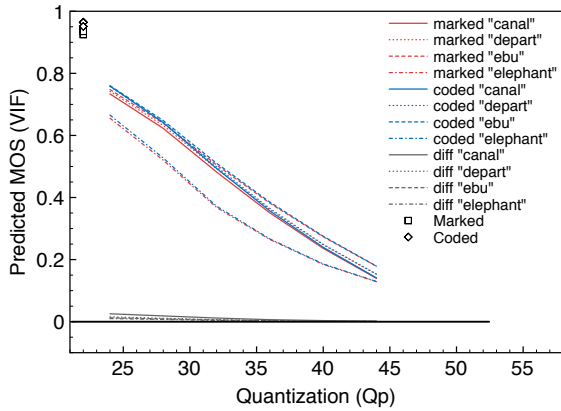 Predicted MOS (VIF)
1
0.8
0.6
0.4
0.2
0
25
30
35
40
45
50
55
Quantization (Qp)
marked "canal"
marked "depart"
marked "ebu"
marked "elephant"
coded "canal"
coded "depart"
coded "ebu"
coded "elephant"
diff "canal"
diff "depart"
diff "ebu"
diff "elephant"
Marked
Coded